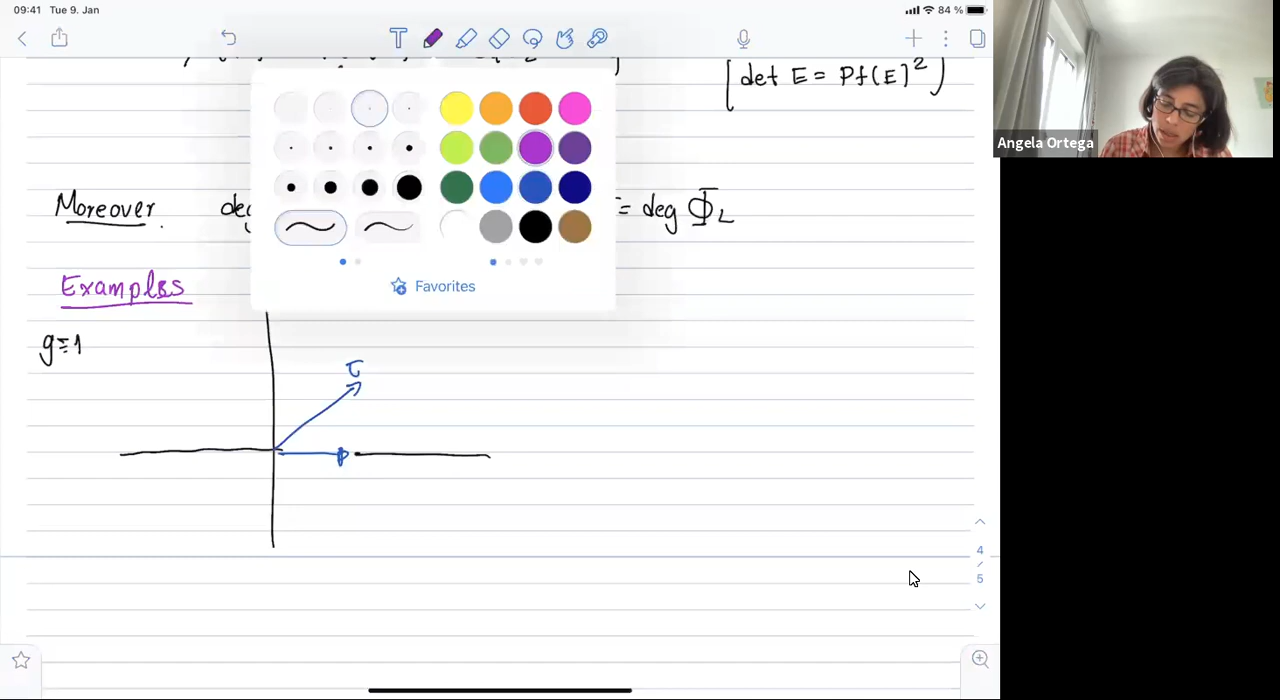 09:41 Tue 9. Jan
84 %
[det E = Pf(E)²)
Moreover. deg = deg Φ_L
Examples
g=1
τ
Favorites
4
/
5
Angela Ortega